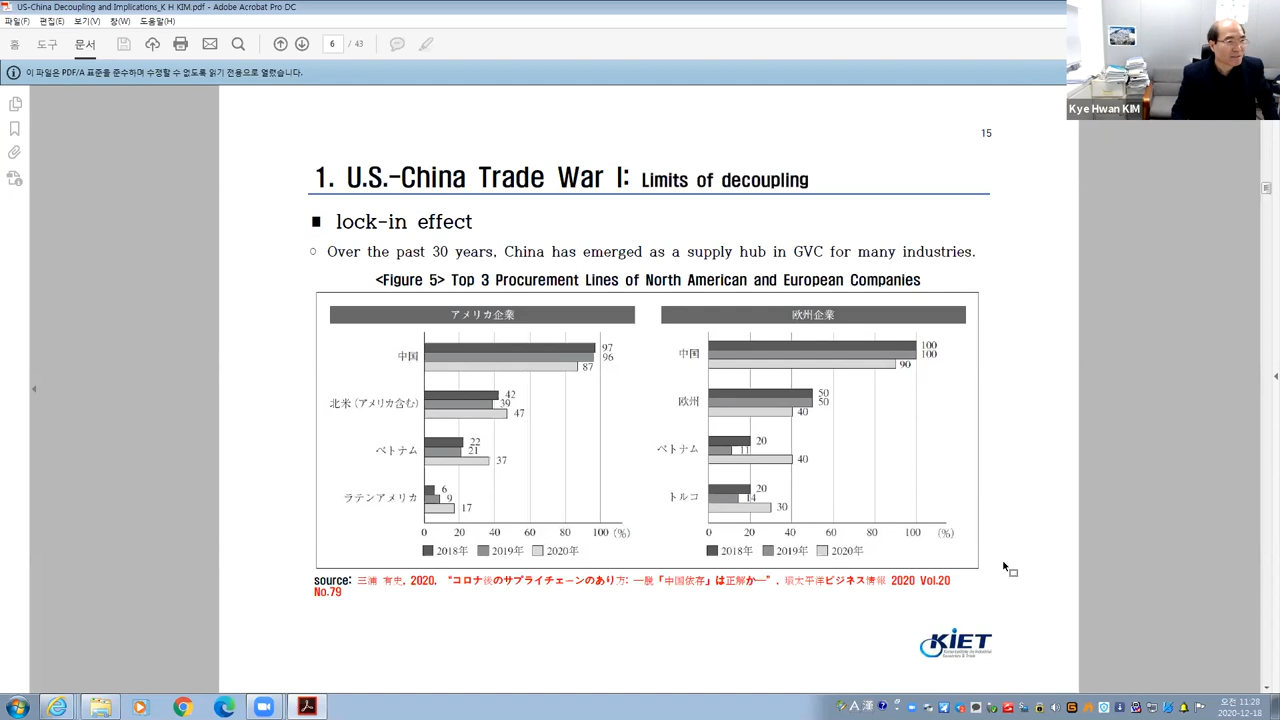 US-China Decoupling and Implications_K H KIM.pdf - Adobe Acrobat Pro DC
파일(F) 편집(E) 보기(V) 창(W) 도움말(H)
홈 도구 문서 6 / 43
이 파일은 PDF/A 표준을 준수하며 수정할 수 없도록 읽기 전용으로 열렸습니다.
Kye Hwan KIM
15
1. U.S.-China Trade War Ⅰ: Limits of decoupling
■ lock-in effect
○ Over the past 30 years, China has emerged as a supply hub in GVC for many industries.
<Figure 5> Top 3 Procurement Lines of North American and European Companies
アメリカ企業
中国 97 96 87
北米(アメリカ含む) 42 39 47
ベトナム 22 21 37
ラテンアメリカ 6 9 17
0 20 40 60 80 100 (%)
2018年 2019年 2020年
欧州企業
中国 100 100 90
欧州 50 50 40
ベトナム 20 11 40
トルコ 20 14 30
0 20 40 60 80 100 (%)
2018年 2019年 2020年
source: 三浦 有史, 2020, "コロナ後のサプライチェーンのあり方: ―脱「中国依存」は正解か―", 環太平洋ビジネス情報 2020 Vol.20
No.79
KIET
A 漢
오전 11:28
2020-12-18